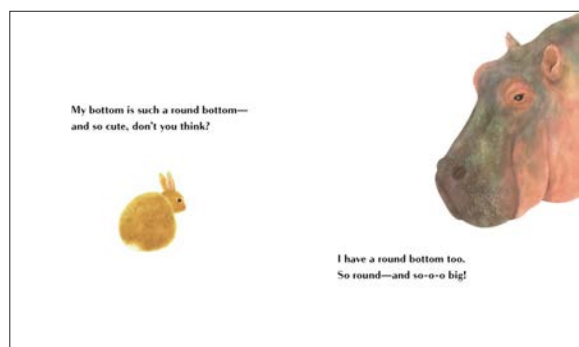 My bottom is such a round bottom—
and so cute, don't you think?
I have a round bottom too.
So round—and so-o-o big!